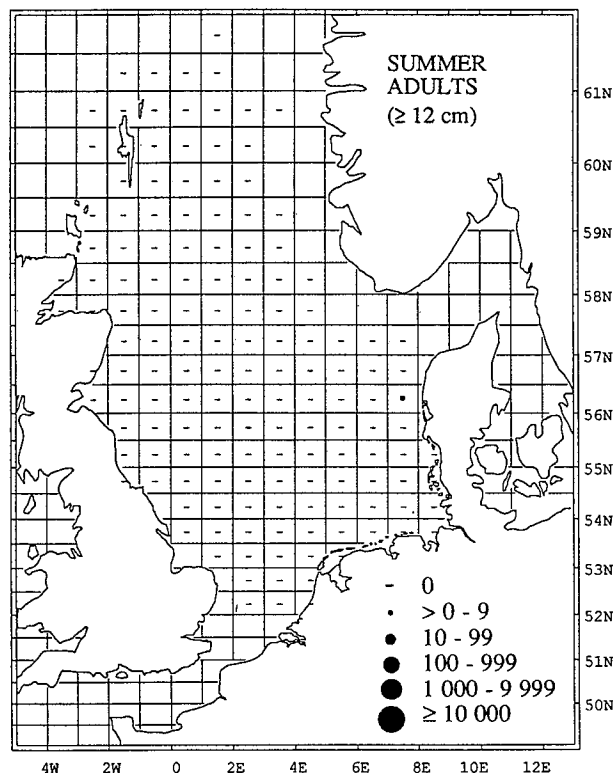 SUMMER
ADULTS
(≥ 12 cm)
61N
60N
59N
58N
57N
56N
55N
54N
53N
52N
51N
50N
- 0
> 0 - 9
10 - 99
100 - 999
1 000 - 9 999
≥ 10 000
4W 2W 0 2E 4E 6E 8E 10E 12E